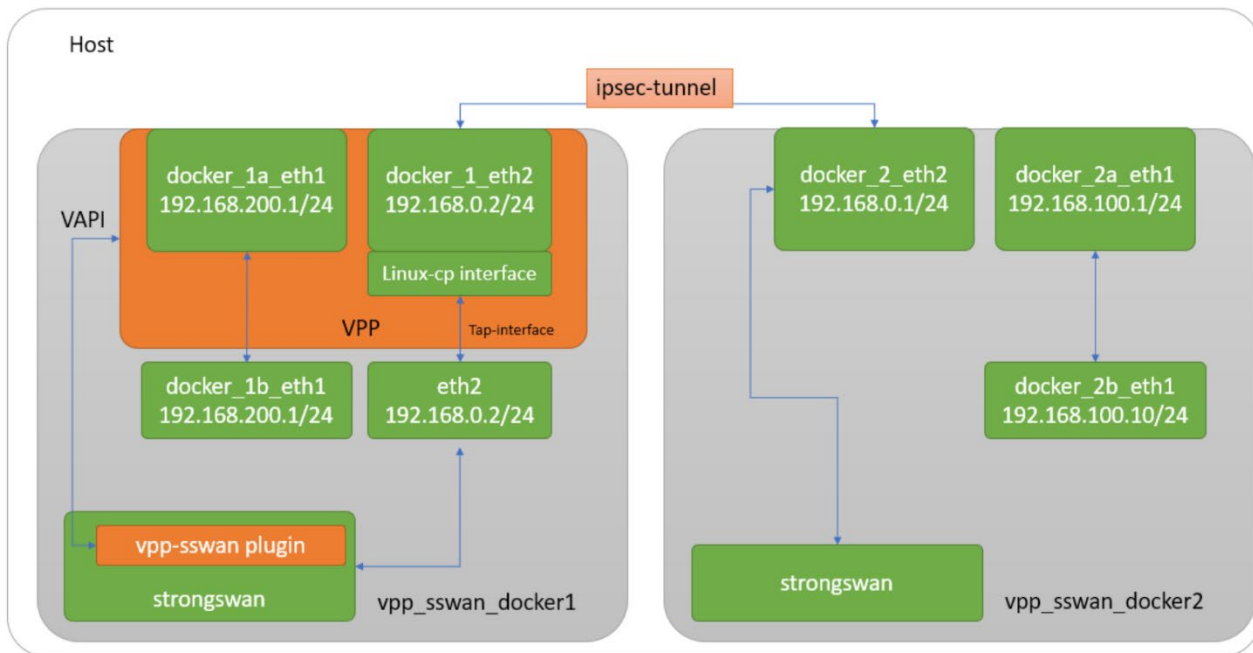 Host
ipsec-tunnel
docker_1a_eth1
192.168.200.1/24
docker_1_eth2
192.168.0.2/24
VAPI
Linux-cp interface
VPP
Tap-interface
docker_1b_eth1
192.168.200.1/24
eth2
192.168.0.2/24
vpp-sswan plugin
strongswan
vpp_sswan_docker1
docker_2_eth2
192.168.0.1/24
docker_2a_eth1
192.168.100.1/24
docker_2b_eth1
192.168.100.10/24
strongswan
vpp_sswan_docker2